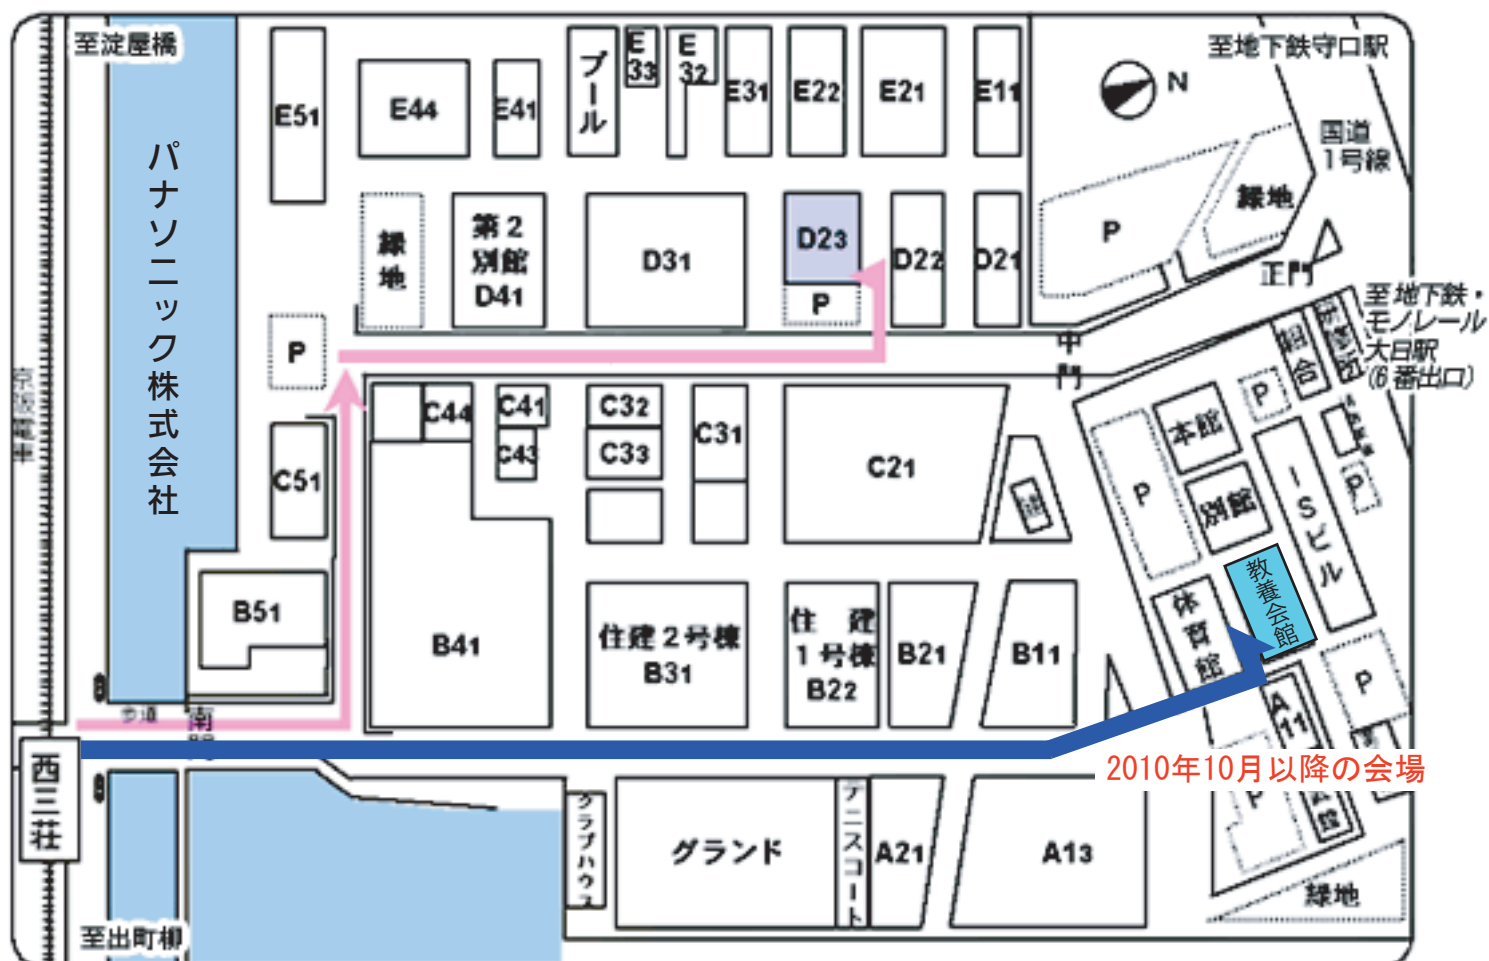 至淀屋橋
パナソニック株式会社
E51
E44
E41
プール
E
33
E
32
E31
E22
E21
E11
N
至地下鉄守口駅
国道
1号線
緑地
P
正門
至地下鉄・
モノレール
大日駅
(6番出口)
緑地
第2
別館
D41
D31
D23
P
D22
D21
中門
P
京阪電車
C51
C44
C41
C43
C32
C33
C31
C21
組合
P
本館
別館
P
ISビル
P
教養会館
体育館
B51
B41
住建2号棟
B31
住建
1号棟
B22
B21
B11
P
A11
歩道
南門
西三荘
2010年10月以降の会場
P
クラブハウス
グランド
テニスコート
A21
A13
緑地
至出町柳